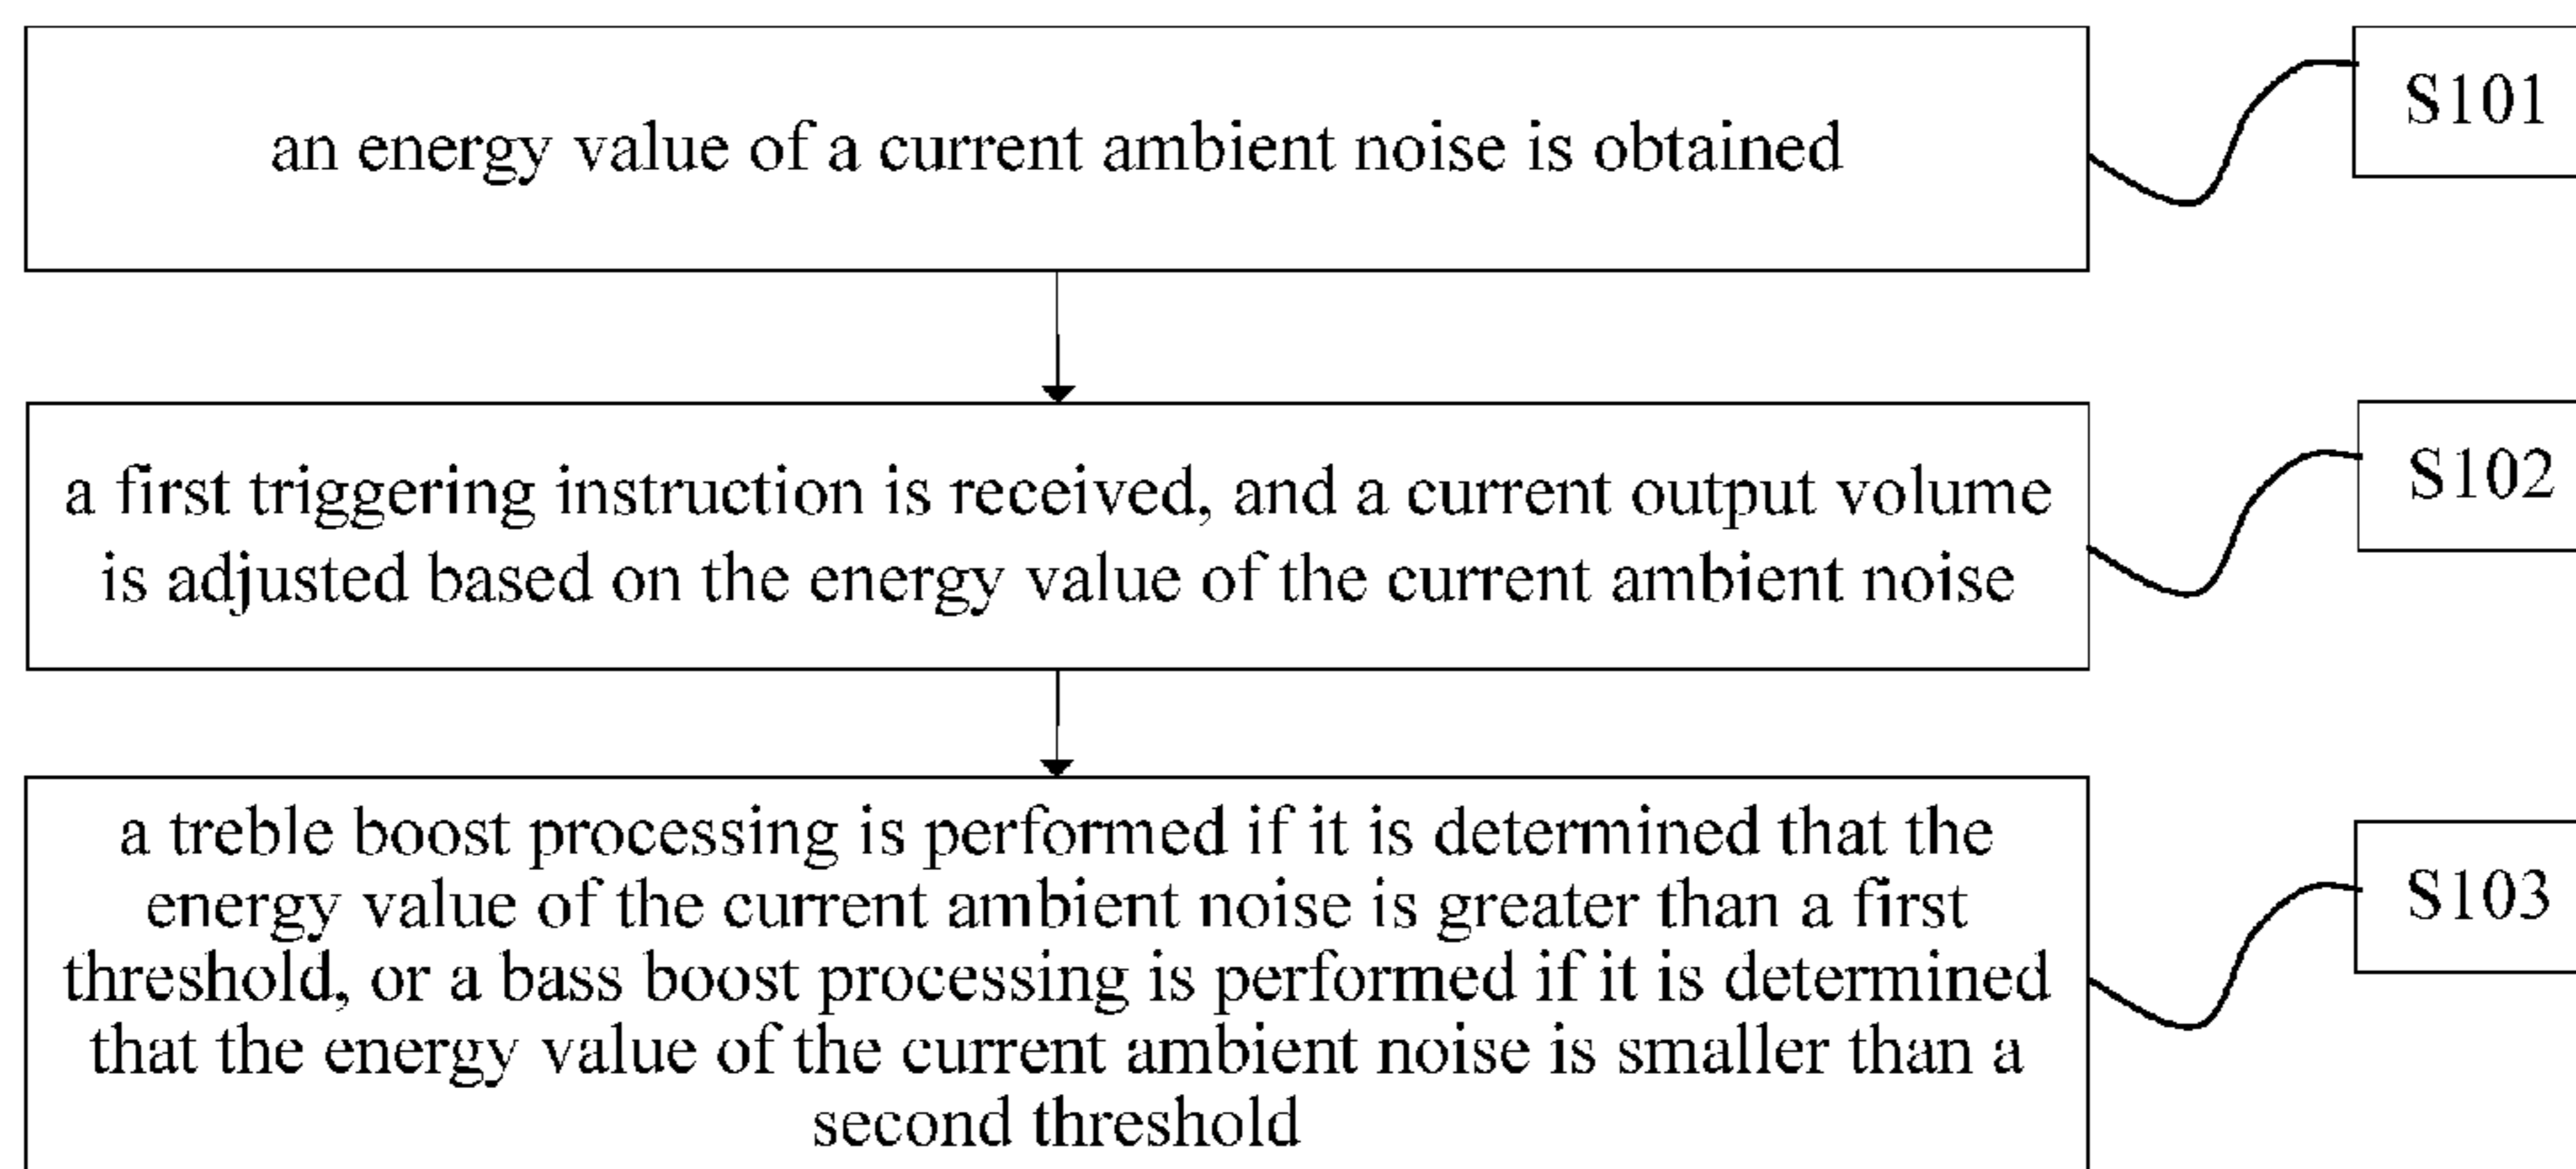 an energy value of a current ambient noise is obtained
S101
a first triggering instruction is received, and a current output volume
is adjusted based on the energy value of the current ambient noise
S102
a treble boost processing is performed if it is determined that the
energy value of the current ambient noise is greater than a first
threshold, or a bass boost processing is performed if it is determined
that the energy value of the current ambient noise is smaller than a
second threshold
S103